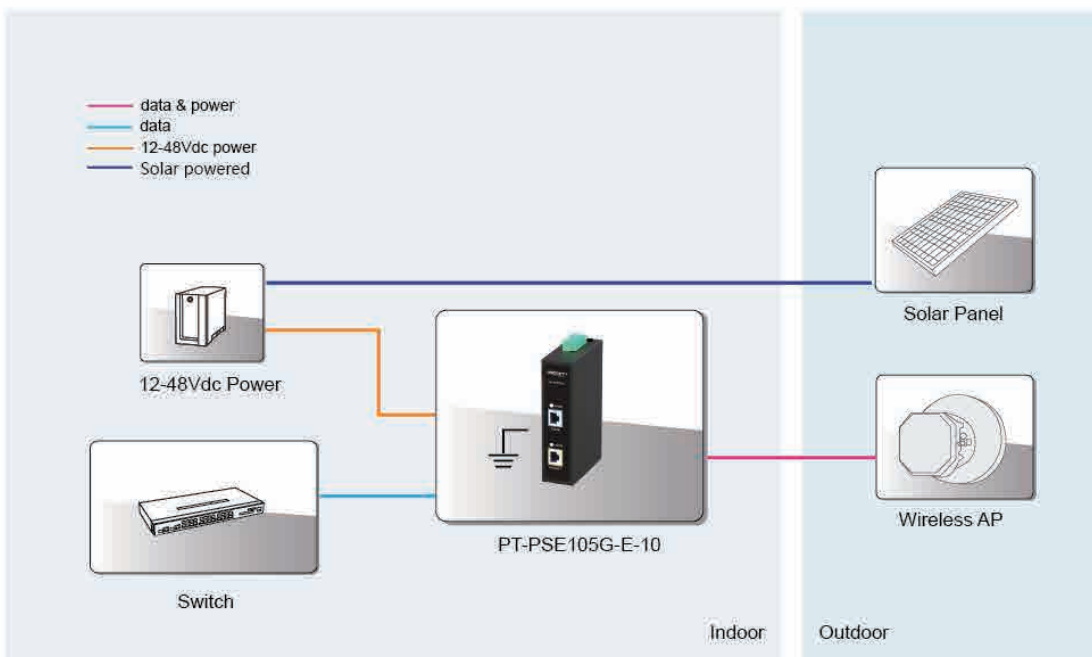 data & power
data
12-48Vdc power
Solar powered
Solar Panel
12-48Vdc Power
Wireless AP
PT-PSE105G-E-10
Switch
Indoor
Outdoor